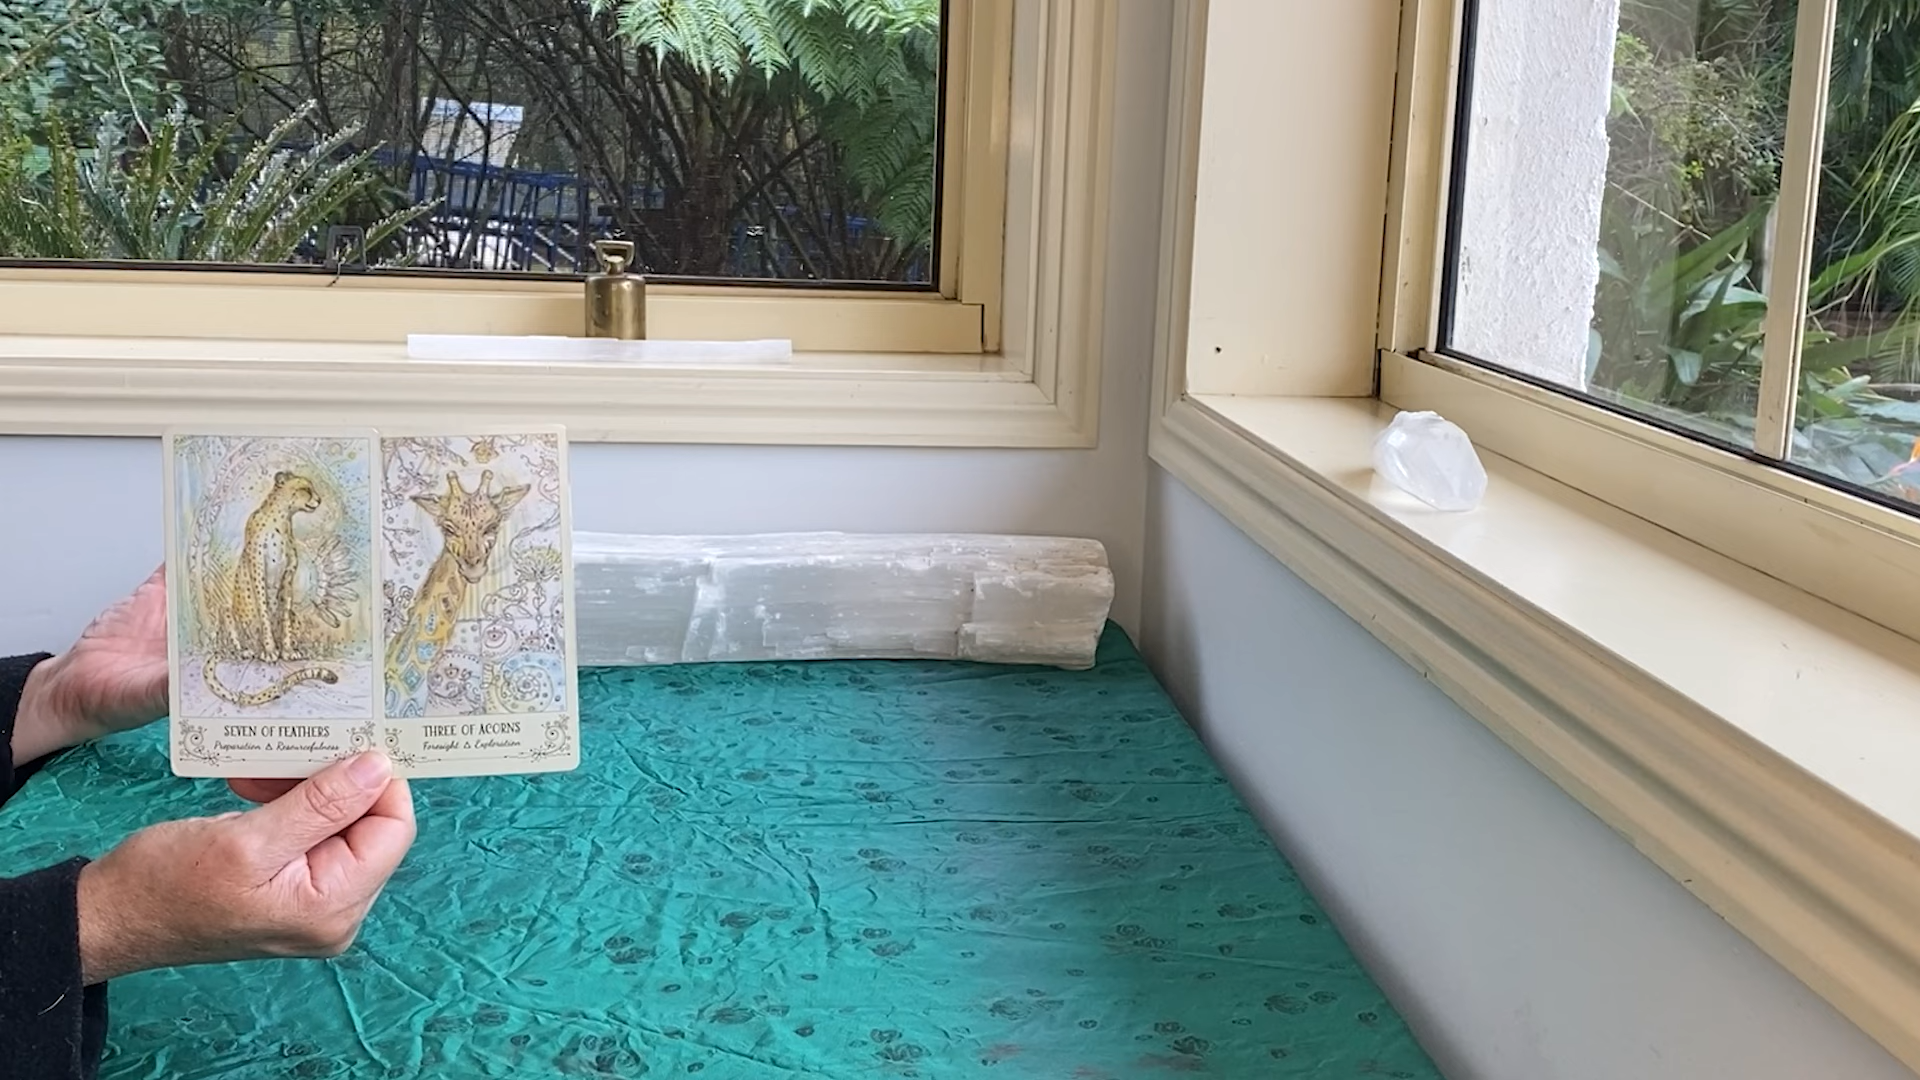 SEVEN OF FEATHERS
Preparation Δ Resourcefulness
THREE OF ACORNS
Foresight Δ Exploration